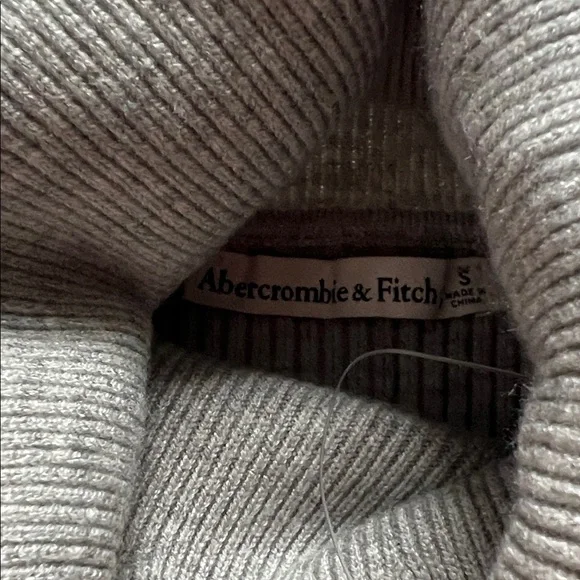 Abercrombie & Fitch
S
MADE IN
CHINA